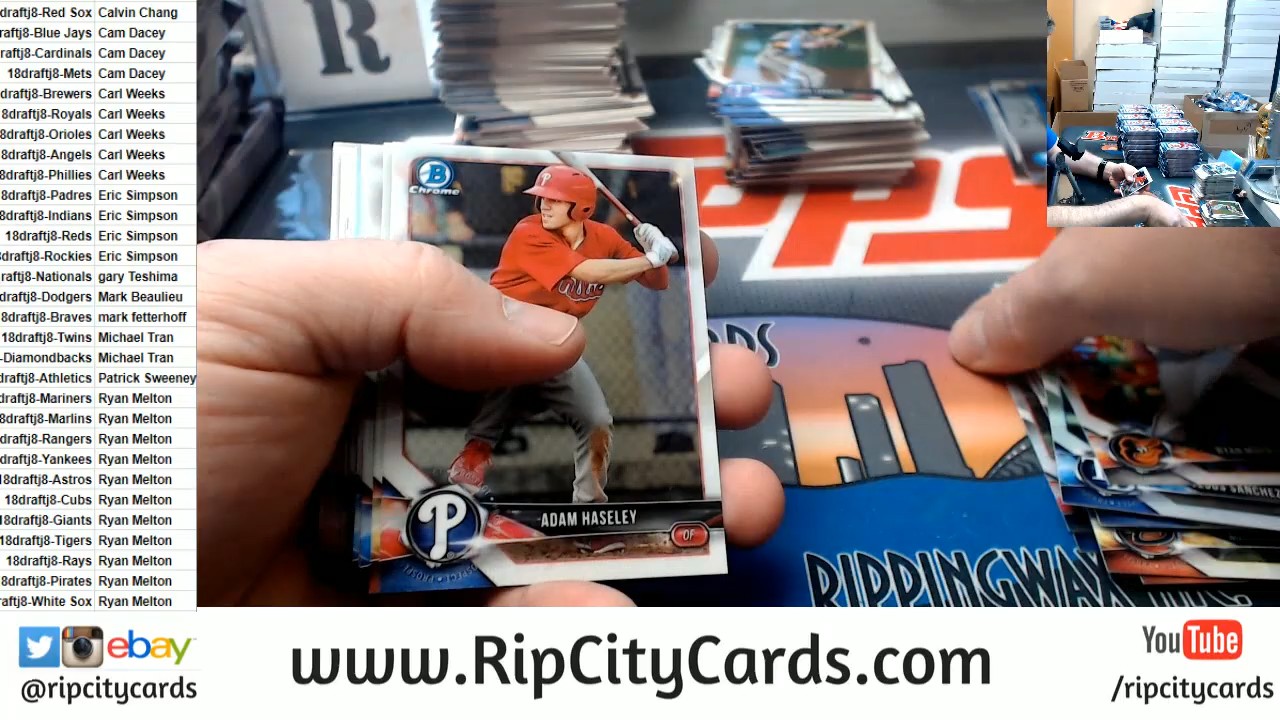 draftj8-Red Sox Calvin Chang
raftj8-Blue Jays Cam Dacey
draftj8-Cardinals Cam Dacey
18draftj8-Mets Cam Dacey
draftj8-Brewers Carl Weeks
8draftj8-Royals Carl Weeks
8draftj8-Orioles Carl Weeks
8draftj8-Angels Carl Weeks
8draftj8-Phillies Carl Weeks
8draftj8-Padres Eric Simpson
8draftj8-Indians Eric Simpson
18draftj8-Reds Eric Simpson
draftj8-Rockies Eric Simpson
raftj8-Nationals gary Teshima
draftj8-Dodgers Mark Beaulieu
8draftj8-Braves mark fetterhoff
18draftj8-Twins Michael Tran
-Diamondbacks Michael Tran
draftj8-Athletics Patrick Sweeney
draftj8-Mariners Ryan Melton
8draftj8-Marlins Ryan Melton
draftj8-Rangers Ryan Melton
draftj8-Yankees Ryan Melton
18draftj8-Astros Ryan Melton
18draftj8-Cubs Ryan Melton
18draftj8-Giants Ryan Melton
18draftj8-Tigers Ryan Melton
18draftj8-Rays Ryan Melton
8draftj8-Pirates Ryan Melton
raftj8-White Sox Ryan Melton
R
B
Chrome
P
P
ADAM HASELEY
OF
RIPPINGWAX
SANCHEZ
ebay
@ripcitycards
www.RipCityCards.com
YouTube
/ripcitycards